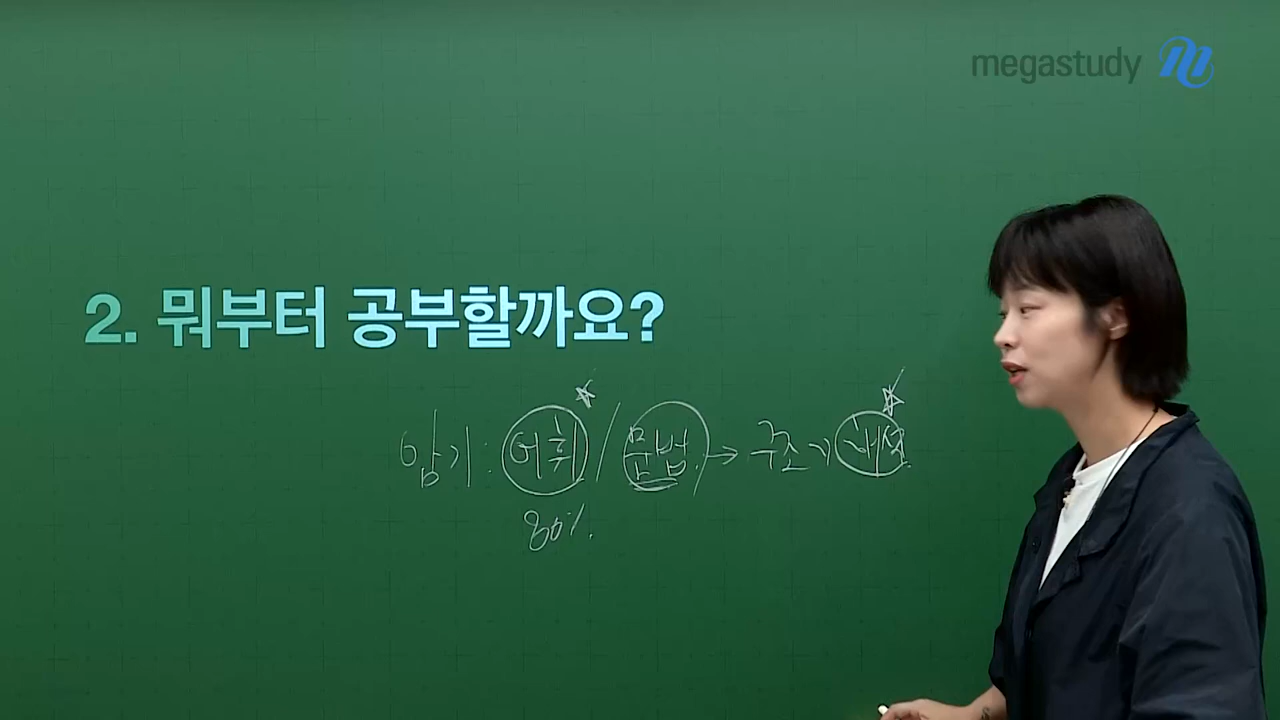 megastudy
2. 뭐부터 공부할까요?
암기 : 어휘 / 문법 → 구조 해석
80%.